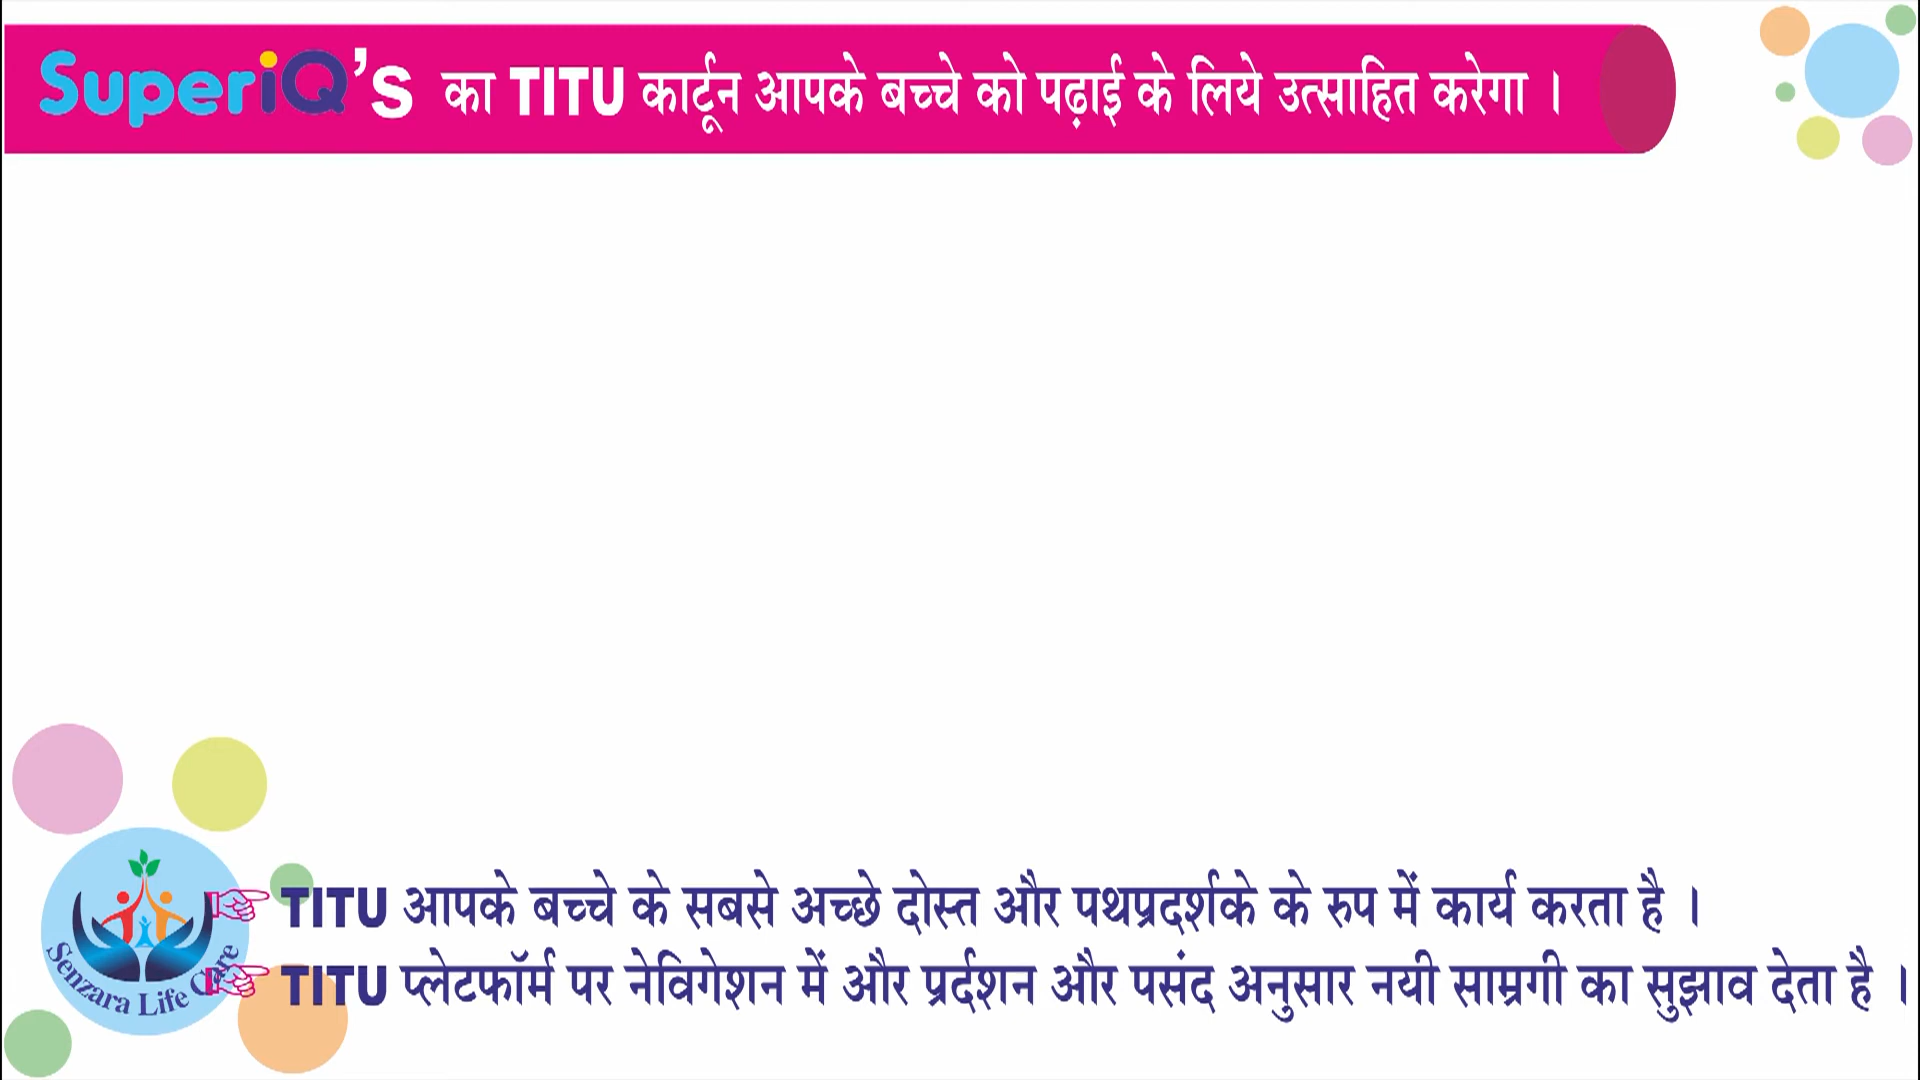 SuperiQ's का TITU कार्टून आपके बच्चे को पढ़ाई के लिये उत्साहित करेगा ।
TITU आपके बच्चे के सबसे अच्छे दोस्त और पथप्रदर्शके के रुप में कार्य करता है ।
TITU प्लेटफॉर्म पर नेविगेशन में और प्रर्दशन और पसंद अनुसार नयी साम्रगी का सुझाव देता है ।
Senzara Life Care